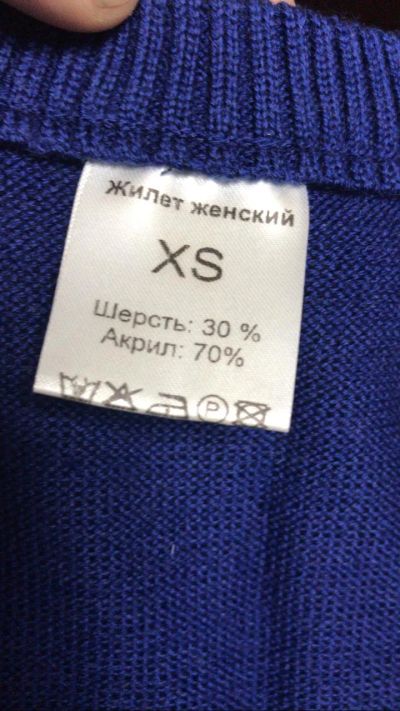 Жилет женский
XS
Шерсть: 30 %
Акрил: 70%
P